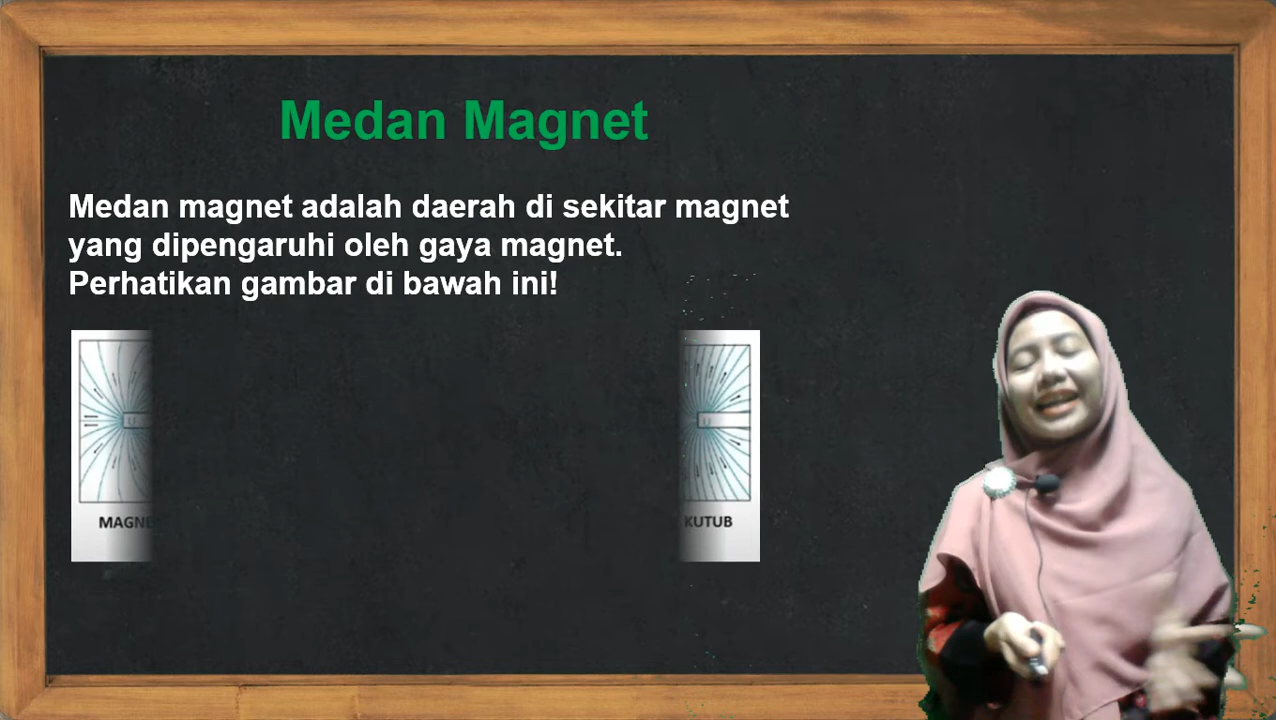 Medan Magnet
Medan magnet adalah daerah di sekitar magnet
yang dipengaruhi oleh gaya magnet.
Perhatikan gambar di bawah ini!
U
U
KUTUB